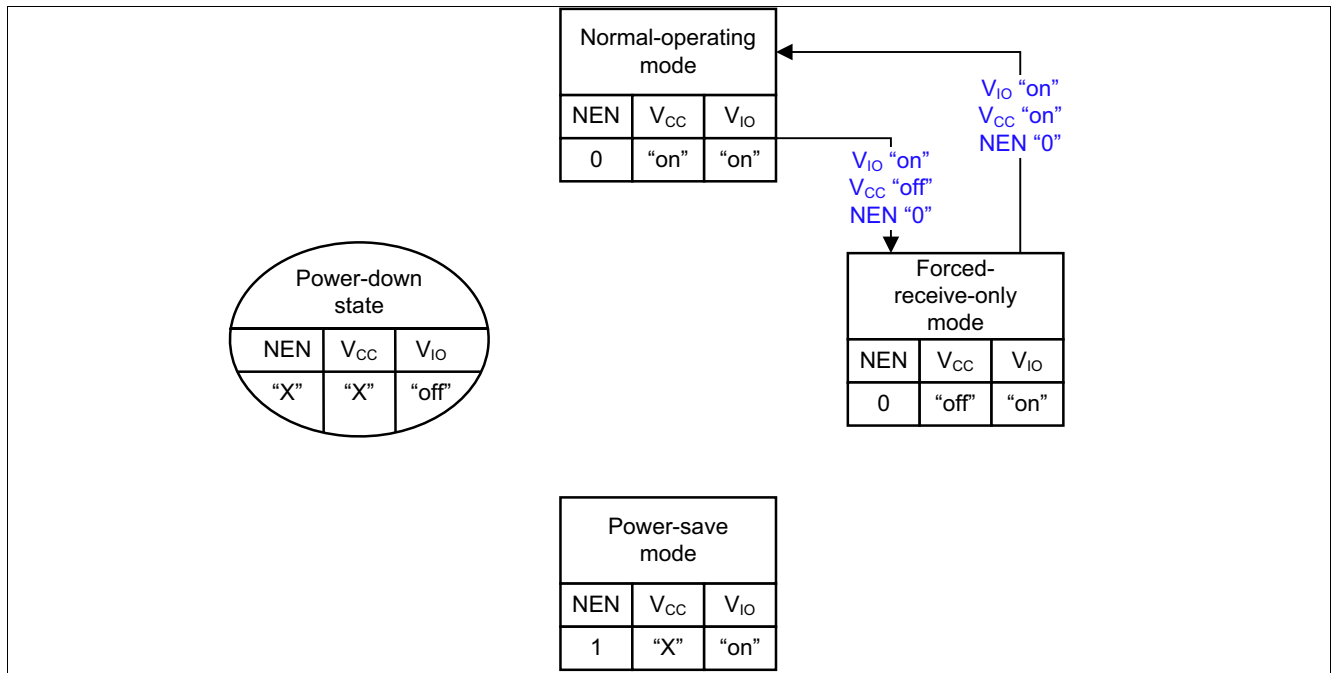 Normal-operating
mode
NEN VCC VIO
0 “on” “on”
VIO “on”
VCC “on”
NEN “0”
VIO “on”
VCC “off”
NEN “0”
Power-down
state
NEN VCC VIO
“X” “X” “off”
Forced-
receive-only
mode
NEN VCC VIO
0 “off” “on”
Power-save
mode
NEN VCC VIO
1 “X” “on”